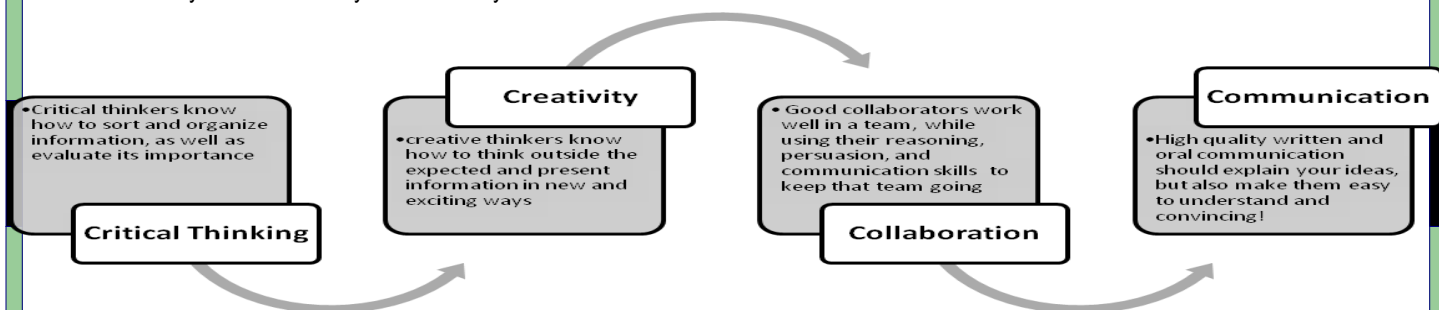 •Critical thinkers know
how to sort and organize
information, as well as
evaluate its importance
Critical Thinking
Creativity
•creative thinkers know
how to think outside the
expected and present
information in new and
exciting ways
• Good collaborators work
well in a team, while
using their reasoning,
persuasion, and
communication skills to
keep that team going
Collaboration
Communication
•High quality written and
oral communication
should explain your ideas,
but also make them easy
to understand and
convincing!